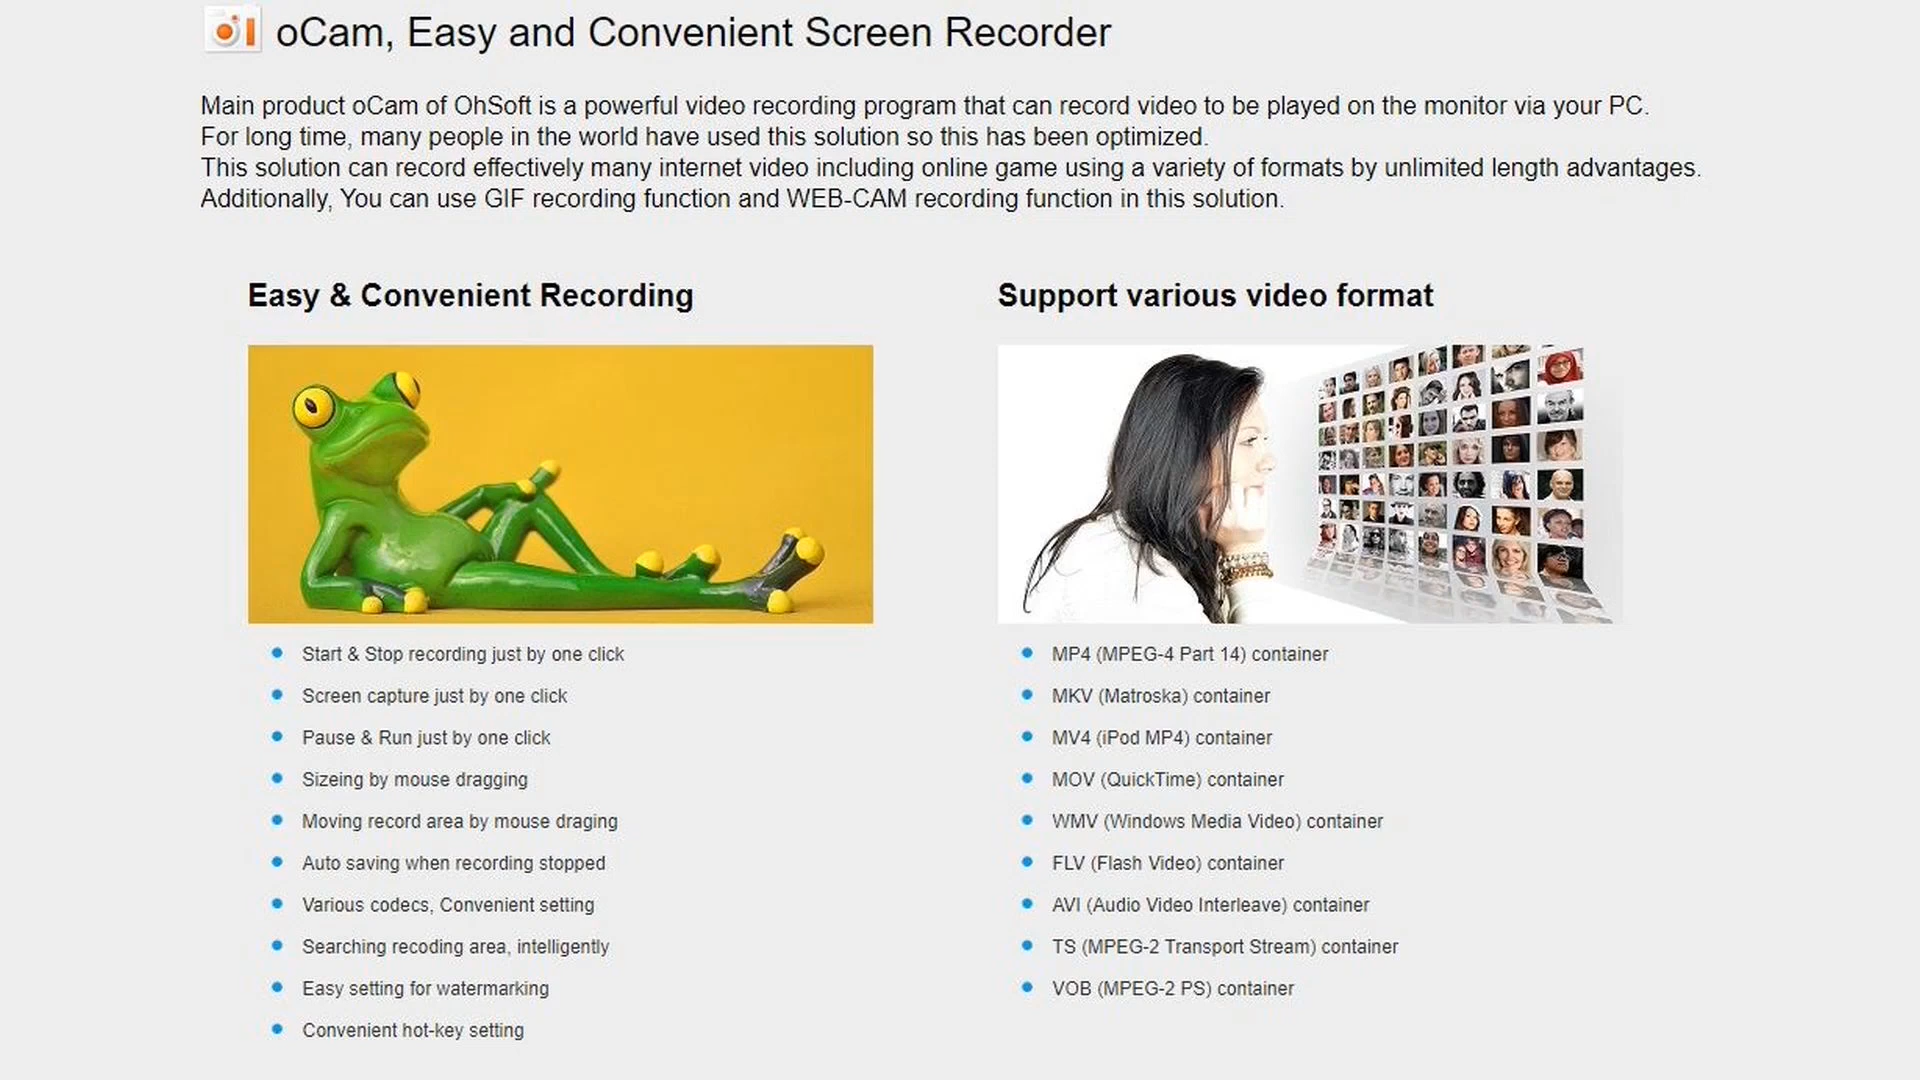 oCam, Easy and Convenient Screen Recorder
Main product oCam of OhSoft is a powerful video recording program that can record video to be played on the monitor via your PC.
For long time, many people in the world have used this solution so this has been optimized.
This solution can record effectively many internet video including online game using a variety of formats by unlimited length advantages.
Additionally, You can use GIF recording function and WEB-CAM recording function in this solution.
Easy & Convenient Recording
Start & Stop recording just by one click
Screen capture just by one click
Pause & Run just by one click
Sizeing by mouse dragging
Moving record area by mouse draging
Auto saving when recording stopped
Various codecs, Convenient setting
Searching recoding area, intelligently
Easy setting for watermarking
Convenient hot-key setting
Support various video format
MP4 (MPEG-4 Part 14) container
MKV (Matroska) container
MV4 (iPod MP4) container
MOV (QuickTime) container
WMV (Windows Media Video) container
FLV (Flash Video) container
AVI (Audio Video Interleave) container
TS (MPEG-2 Transport Stream) container
VOB (MPEG-2 PS) container